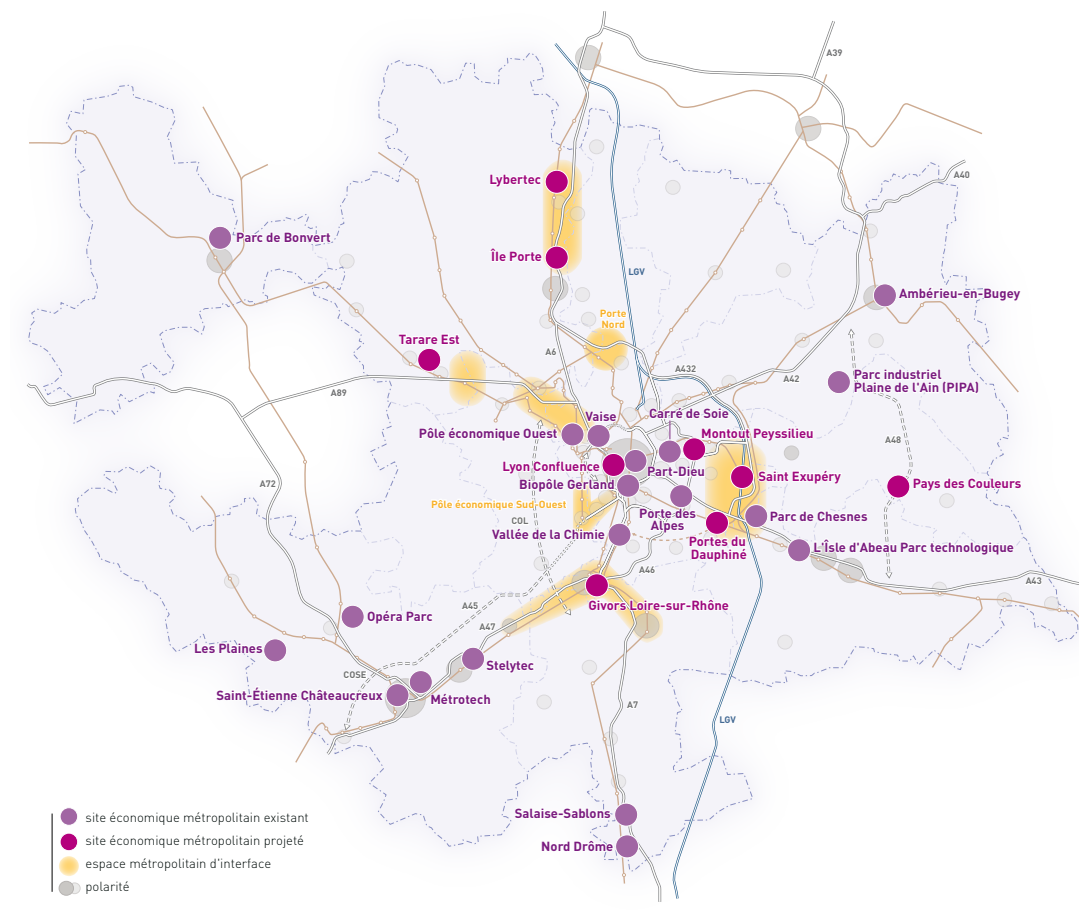 A39
A40
Lybertec
Parc de Bonvert
Île Porte
LGV
Ambérieu-en-Bugey
Porte
Nord
Tarare Est
A6
A432
A42
Parc industriel
Plaine de l'Ain (PIPA)
A89
Carré de Soie
Vaise
Pôle économique Ouest
Montout Peyssilieu
A48
Lyon Confluence
Part-Dieu
Saint Exupéry
A72
Biopôle Gerland
Pays des Couleurs
Pôle économique Sud-Ouest
Porte des
Alpes
Parc de Chesnes
COL
Vallée de la Chimie
Portes du
Dauphiné
L'Îsle d'Abeau Parc technologique
A46
A43
A45
Givors Loire-sur-Rhône
Opéra Parc
A47
Les Plaines
Stelytec
COSE
Saint-Étienne Châteaucreux
Métrotech
A7
LGV
Salaise-Sablons
Nord Drôme
site économique métropolitain existant
site économique métropolitain projeté
espace métropolitain d'interface
polarité